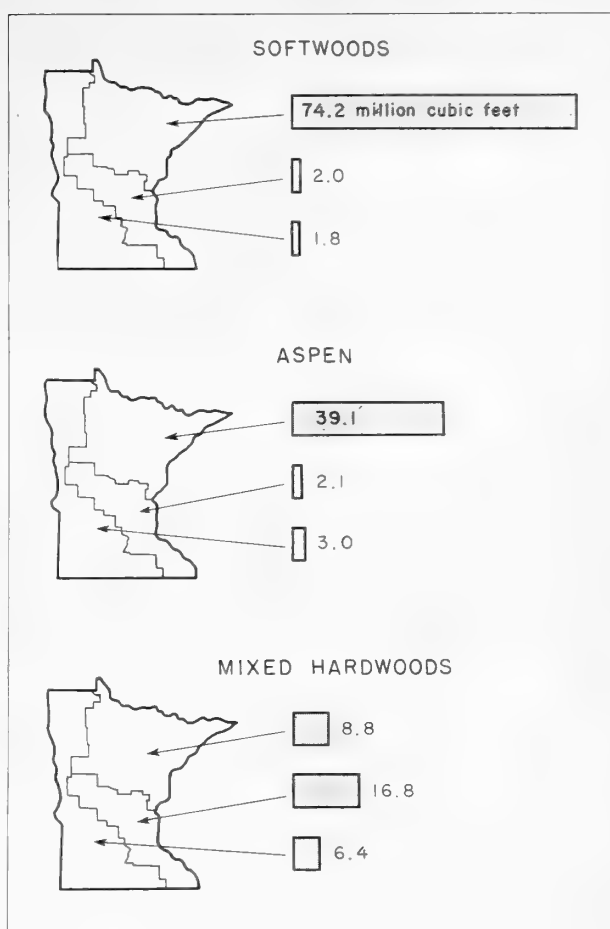 SOFTWOODS
74.2 million cubic feet
2.0
1.8
ASPEN
39.1
2.1
3.0
MIXED HARDWOODS
8.8
16.8
6.4